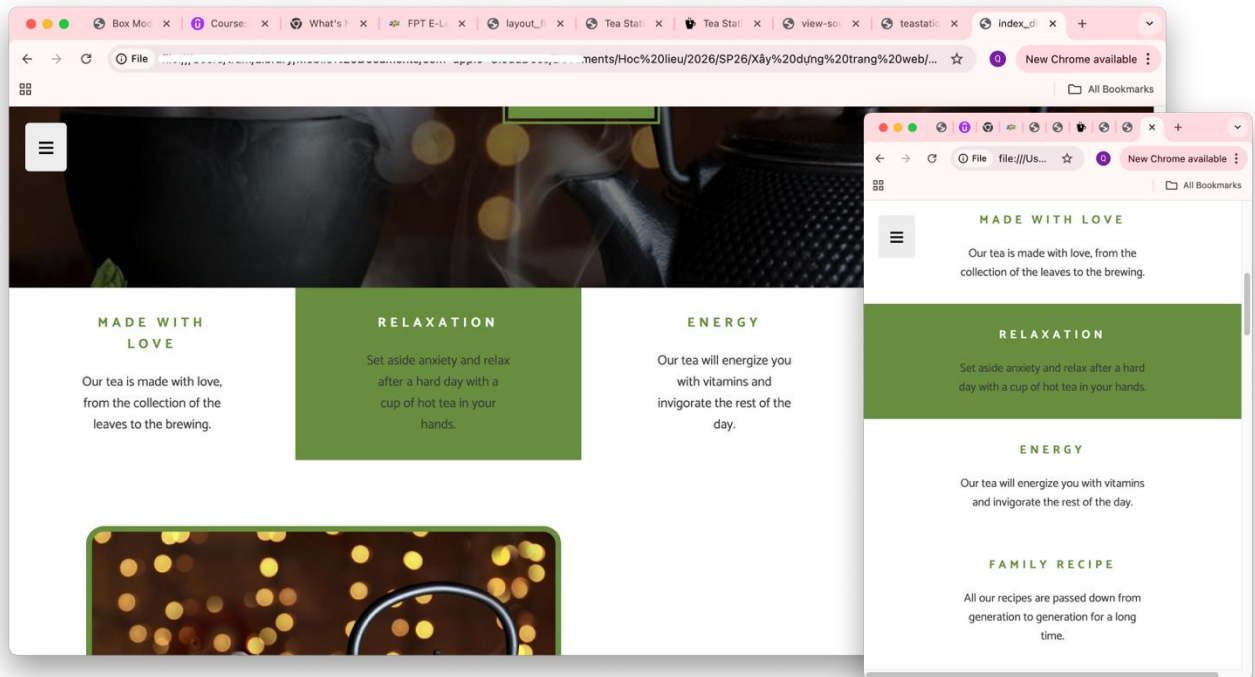 Box Moo
Course:
What's N
FPT E-Le
layout_f
Tea Stati
Tea Stati
view-sou
teastatio
index_d
File
ments/Hoc%20lieu/2026/SP26/Xây%20dựng%20trang%20web/...
Q
New Chrome available
All Bookmarks
MADE WITH
LOVE
Our tea is made with love,
from the collection of the
leaves to the brewing.
RELAXATION
Set aside anxiety and relax
after a hard day with a
cup of hot tea in your
hands.
ENERGY
Our tea will energize you
with vitamins and
invigorate the rest of the
day.
File
file:///Us...
Q
New Chrome available
All Bookmarks
MADE WITH LOVE
Our tea is made with love, from the
collection of the leaves to the brewing.
RELAXATION
Set aside anxiety and relax after a hard
day with a cup of hot tea in your hands.
ENERGY
Our tea will energize you with vitamins
and invigorate the rest of the day.
FAMILY RECIPE
All our recipes are passed down from
generation to generation for a long
time.